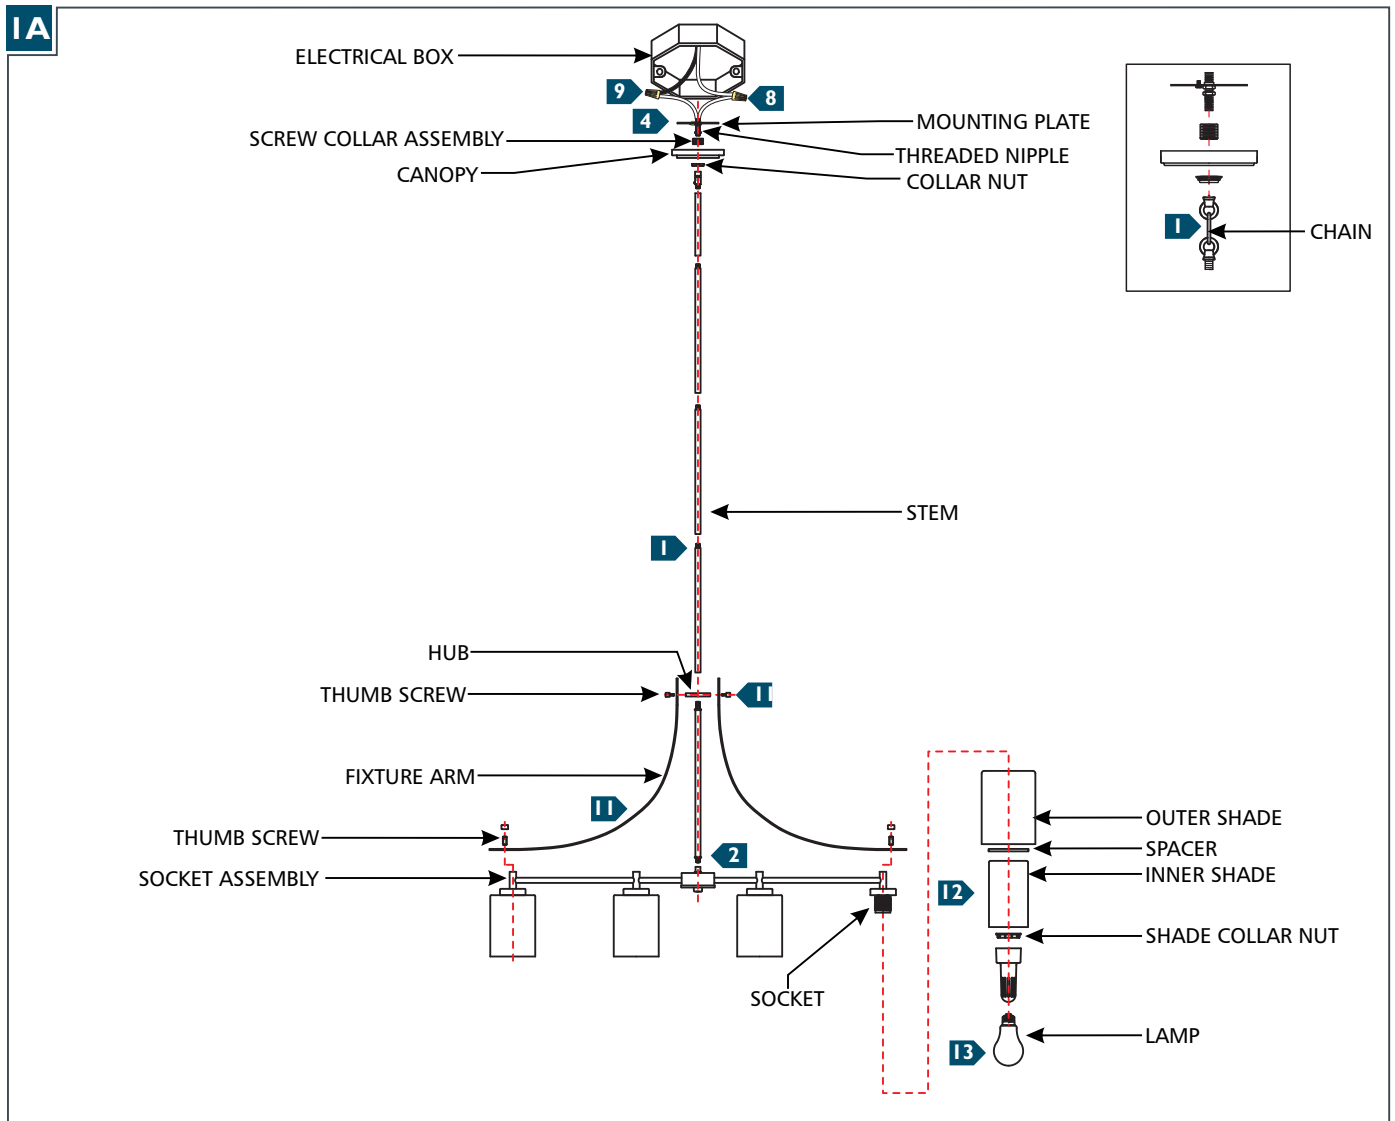 1A
ELECTRICAL BOX
9
8
4
MOUNTING PLATE
SCREW COLLAR ASSEMBLY
THREADED NIPPLE
CANOPY
COLLAR NUT
1
CHAIN
STEM
1
HUB
THUMB SCREW
11
FIXTURE ARM
11
THUMB SCREW
OUTER SHADE
2
SPACER
SOCKET ASSEMBLY
INNER SHADE
12
SHADE COLLAR NUT
SOCKET
LAMP
13